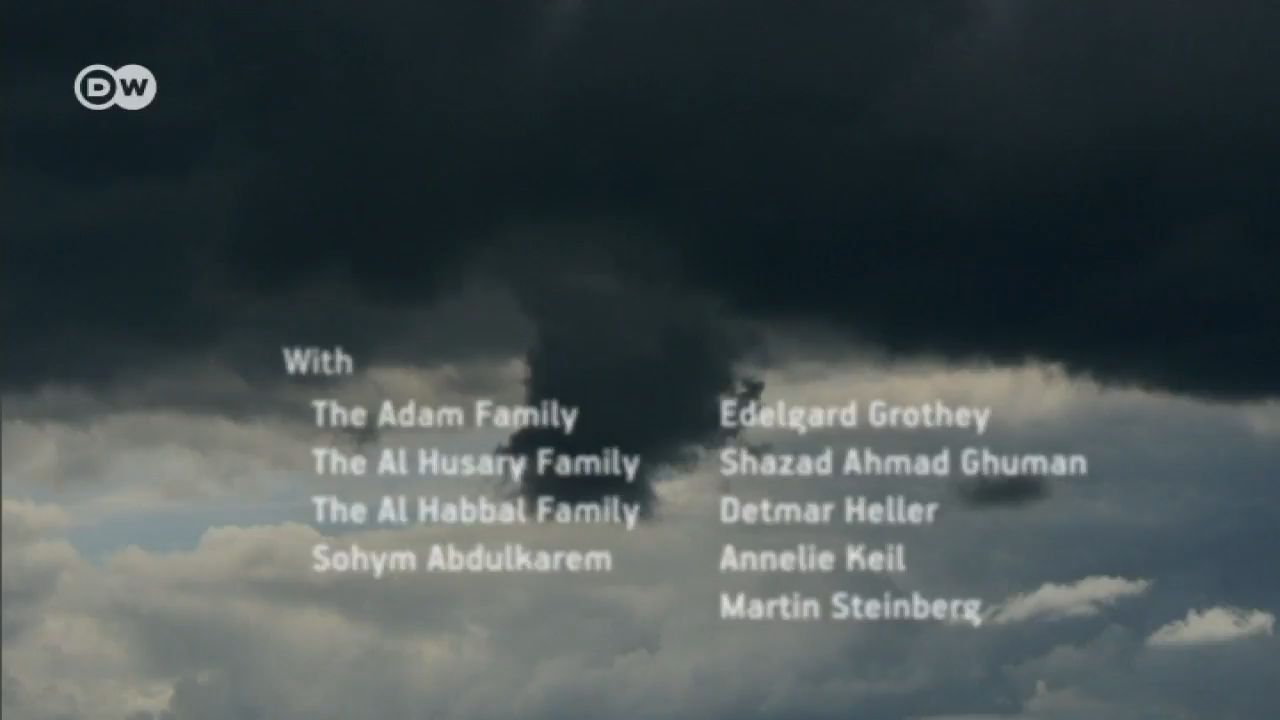 DW
With
The Adam Family
The Al Husary Family
The Al Habbal Family
Sohym Abdulkarem
Edelgard Grothey
Shazad Ahmad Ghuman
Detmar Heller
Annelie Keil
Martin Steinberg